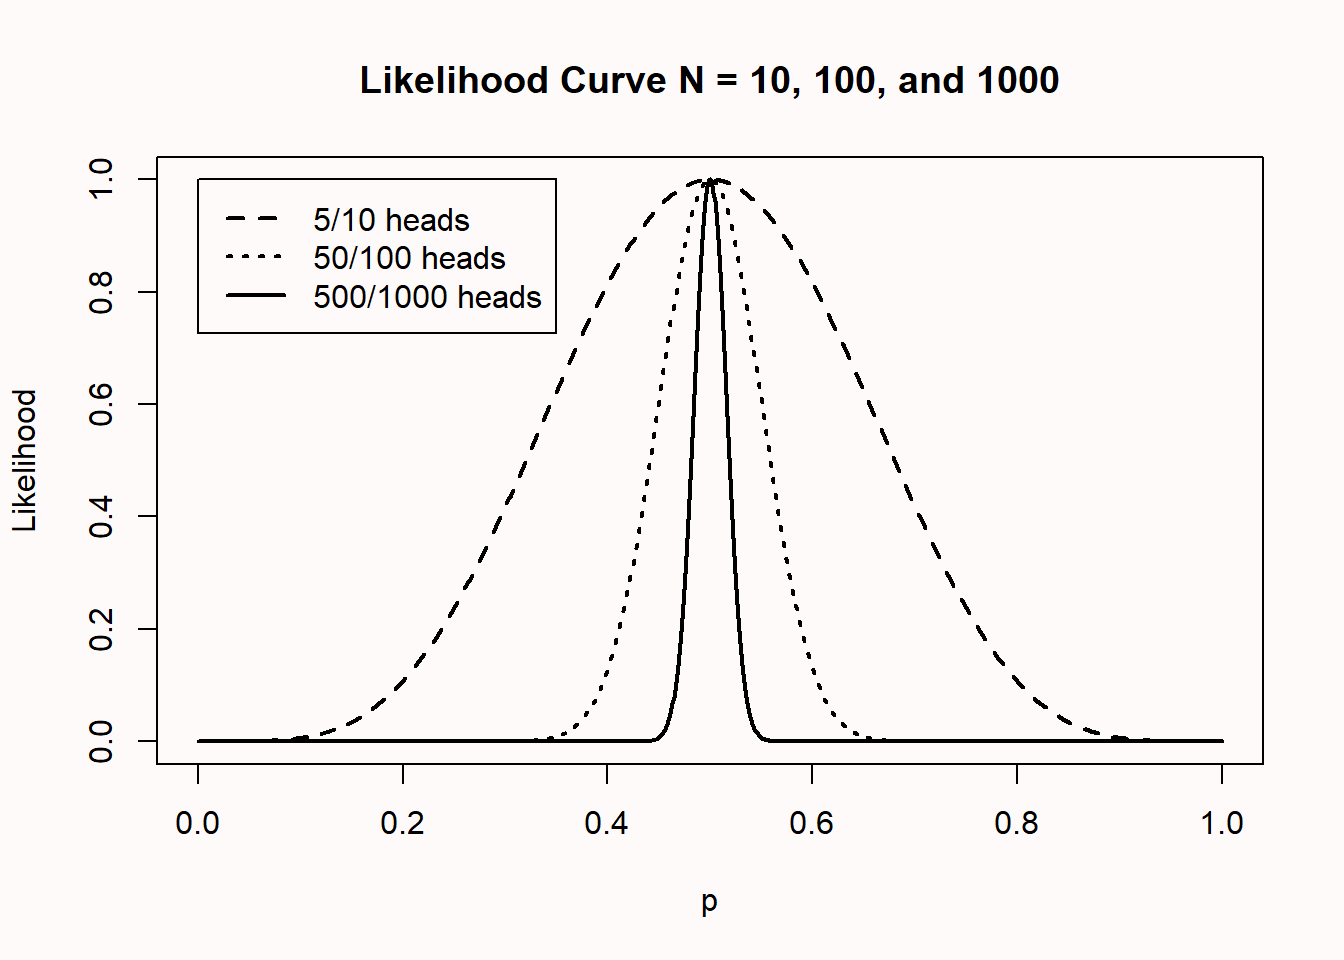 Likelihood Curve N = 10, 100, and 1000
5/10 heads
50/100 heads
500/1000 heads
Likelihood
1.0
0.8
0.6
0.4
0.2
0.0
0.0 0.2 0.4 0.6 0.8 1.0
p